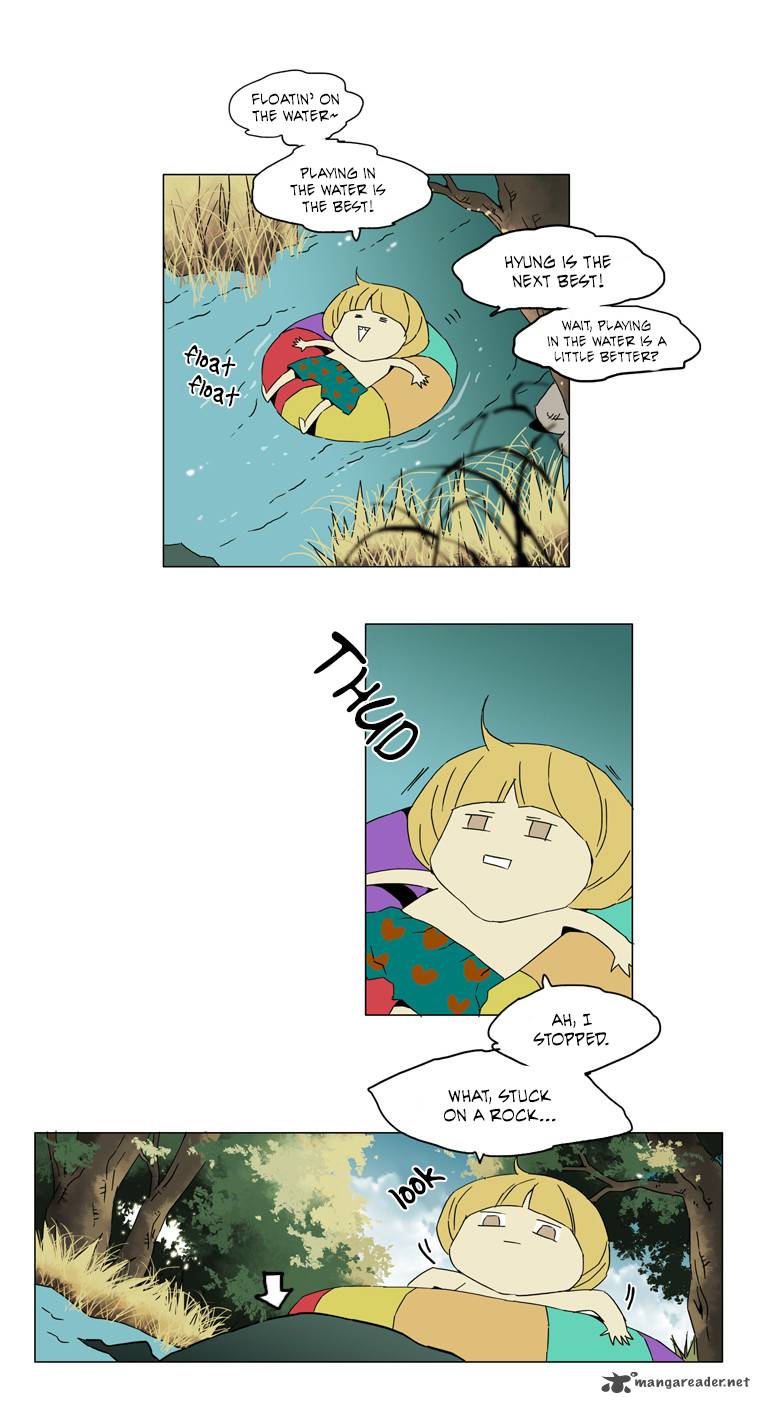 FLOATIN' ON
THE WATER~
PLAYING IN
THE WATER IS
THE BEST!
HYUNG IS THE
NEXT BEST!
WAIT, PLAYING
IN THE WATER IS A
LITTLE BETTER?
float
float
THUD
AH, I
STOPPED.
WHAT, STUCK
ON A ROCK...
look
mangareader.net